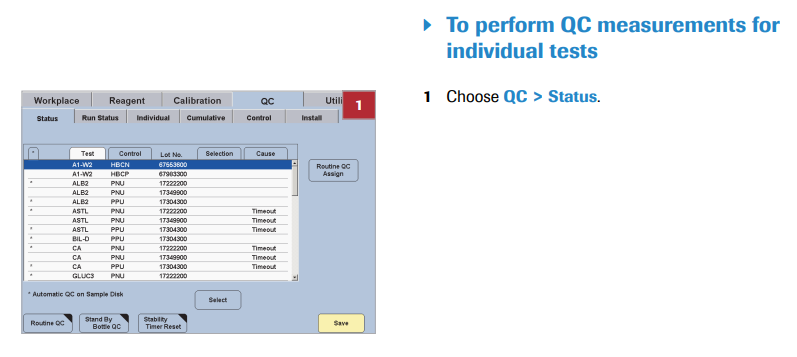 To perform QC measurements for
individual tests
1 Choose QC > Status.
Workplace Reagent Calibration QC Utili 1
Status Run Status Individual Cumulative Control Install
* Test Control Lot No. Selection Cause
A1-W2 HBCN 67553600
A1-W2 HBCP 67983300
* ALB2 PNU 17222200
ALB2 PNU 17349900
* ALB2 PPU 17304300
* ASTL PNU 17222200 Timeout
ASTL PNU 17349900 Timeout
* ASTL PPU 17304300 Timeout
* BIL-D PPU 17304300
* CA PNU 17222200 Timeout
CA PNU 17349900 Timeout
* CA PPU 17304300 Timeout
* GLUC3 PNU 17222200
Routine QC
Assign
* Automatic QC on Sample Disk
Select
Routine QC
Stand By
Bottle QC
Stability
Timer Reset
Save